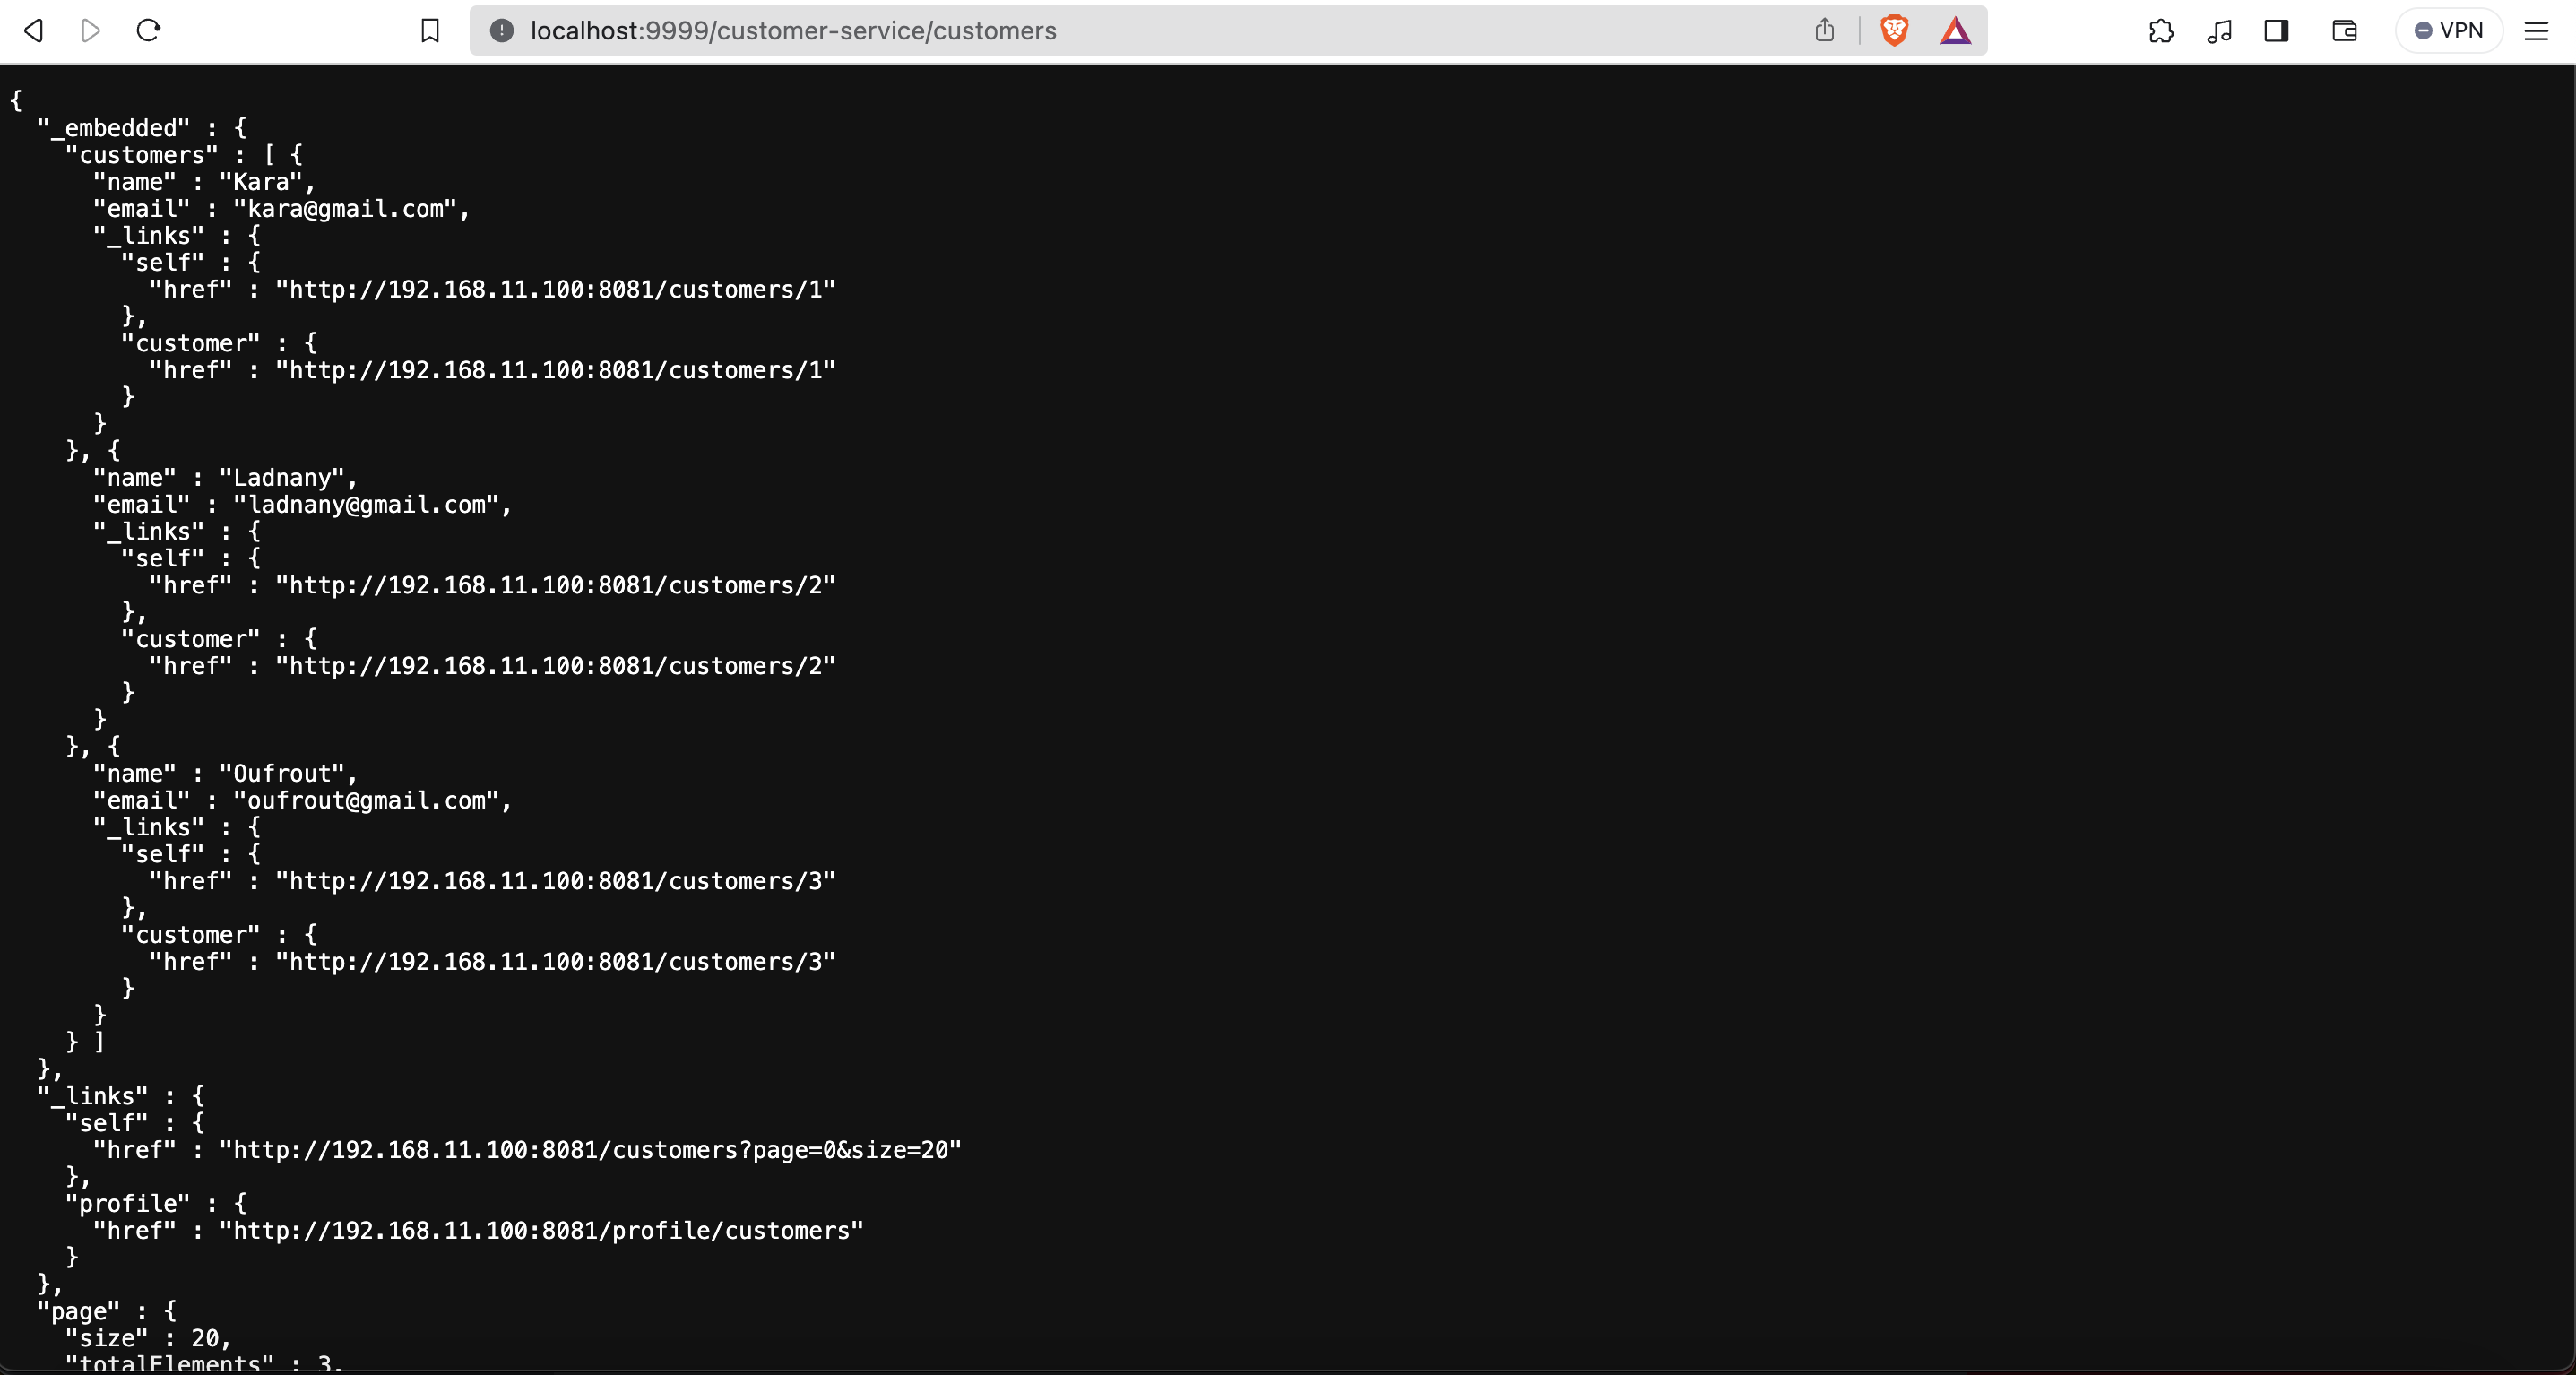 localhost:9999/customer-service/customers
VPN
{
  "_embedded" : {
    "customers" : [ {
      "name" : "Kara",
      "email" : "kara@gmail.com",
      "_links" : {
        "self" : {
          "href" : "http://192.168.11.100:8081/customers/1"
        },
        "customer" : {
          "href" : "http://192.168.11.100:8081/customers/1"
        }
      }
    }, {
      "name" : "Ladnany",
      "email" : "ladnany@gmail.com",
      "_links" : {
        "self" : {
          "href" : "http://192.168.11.100:8081/customers/2"
        },
        "customer" : {
          "href" : "http://192.168.11.100:8081/customers/2"
        }
      }
    }, {
      "name" : "Oufrout",
      "email" : "oufrout@gmail.com",
      "_links" : {
        "self" : {
          "href" : "http://192.168.11.100:8081/customers/3"
        },
        "customer" : {
          "href" : "http://192.168.11.100:8081/customers/3"
        }
      }
    } ]
  },
  "_links" : {
    "self" : {
      "href" : "http://192.168.11.100:8081/customers?page=0&size=20"
    },
    "profile" : {
      "href" : "http://192.168.11.100:8081/profile/customers"
    }
  },
  "page" : {
    "size" : 20,
    "totalElements" : 3,